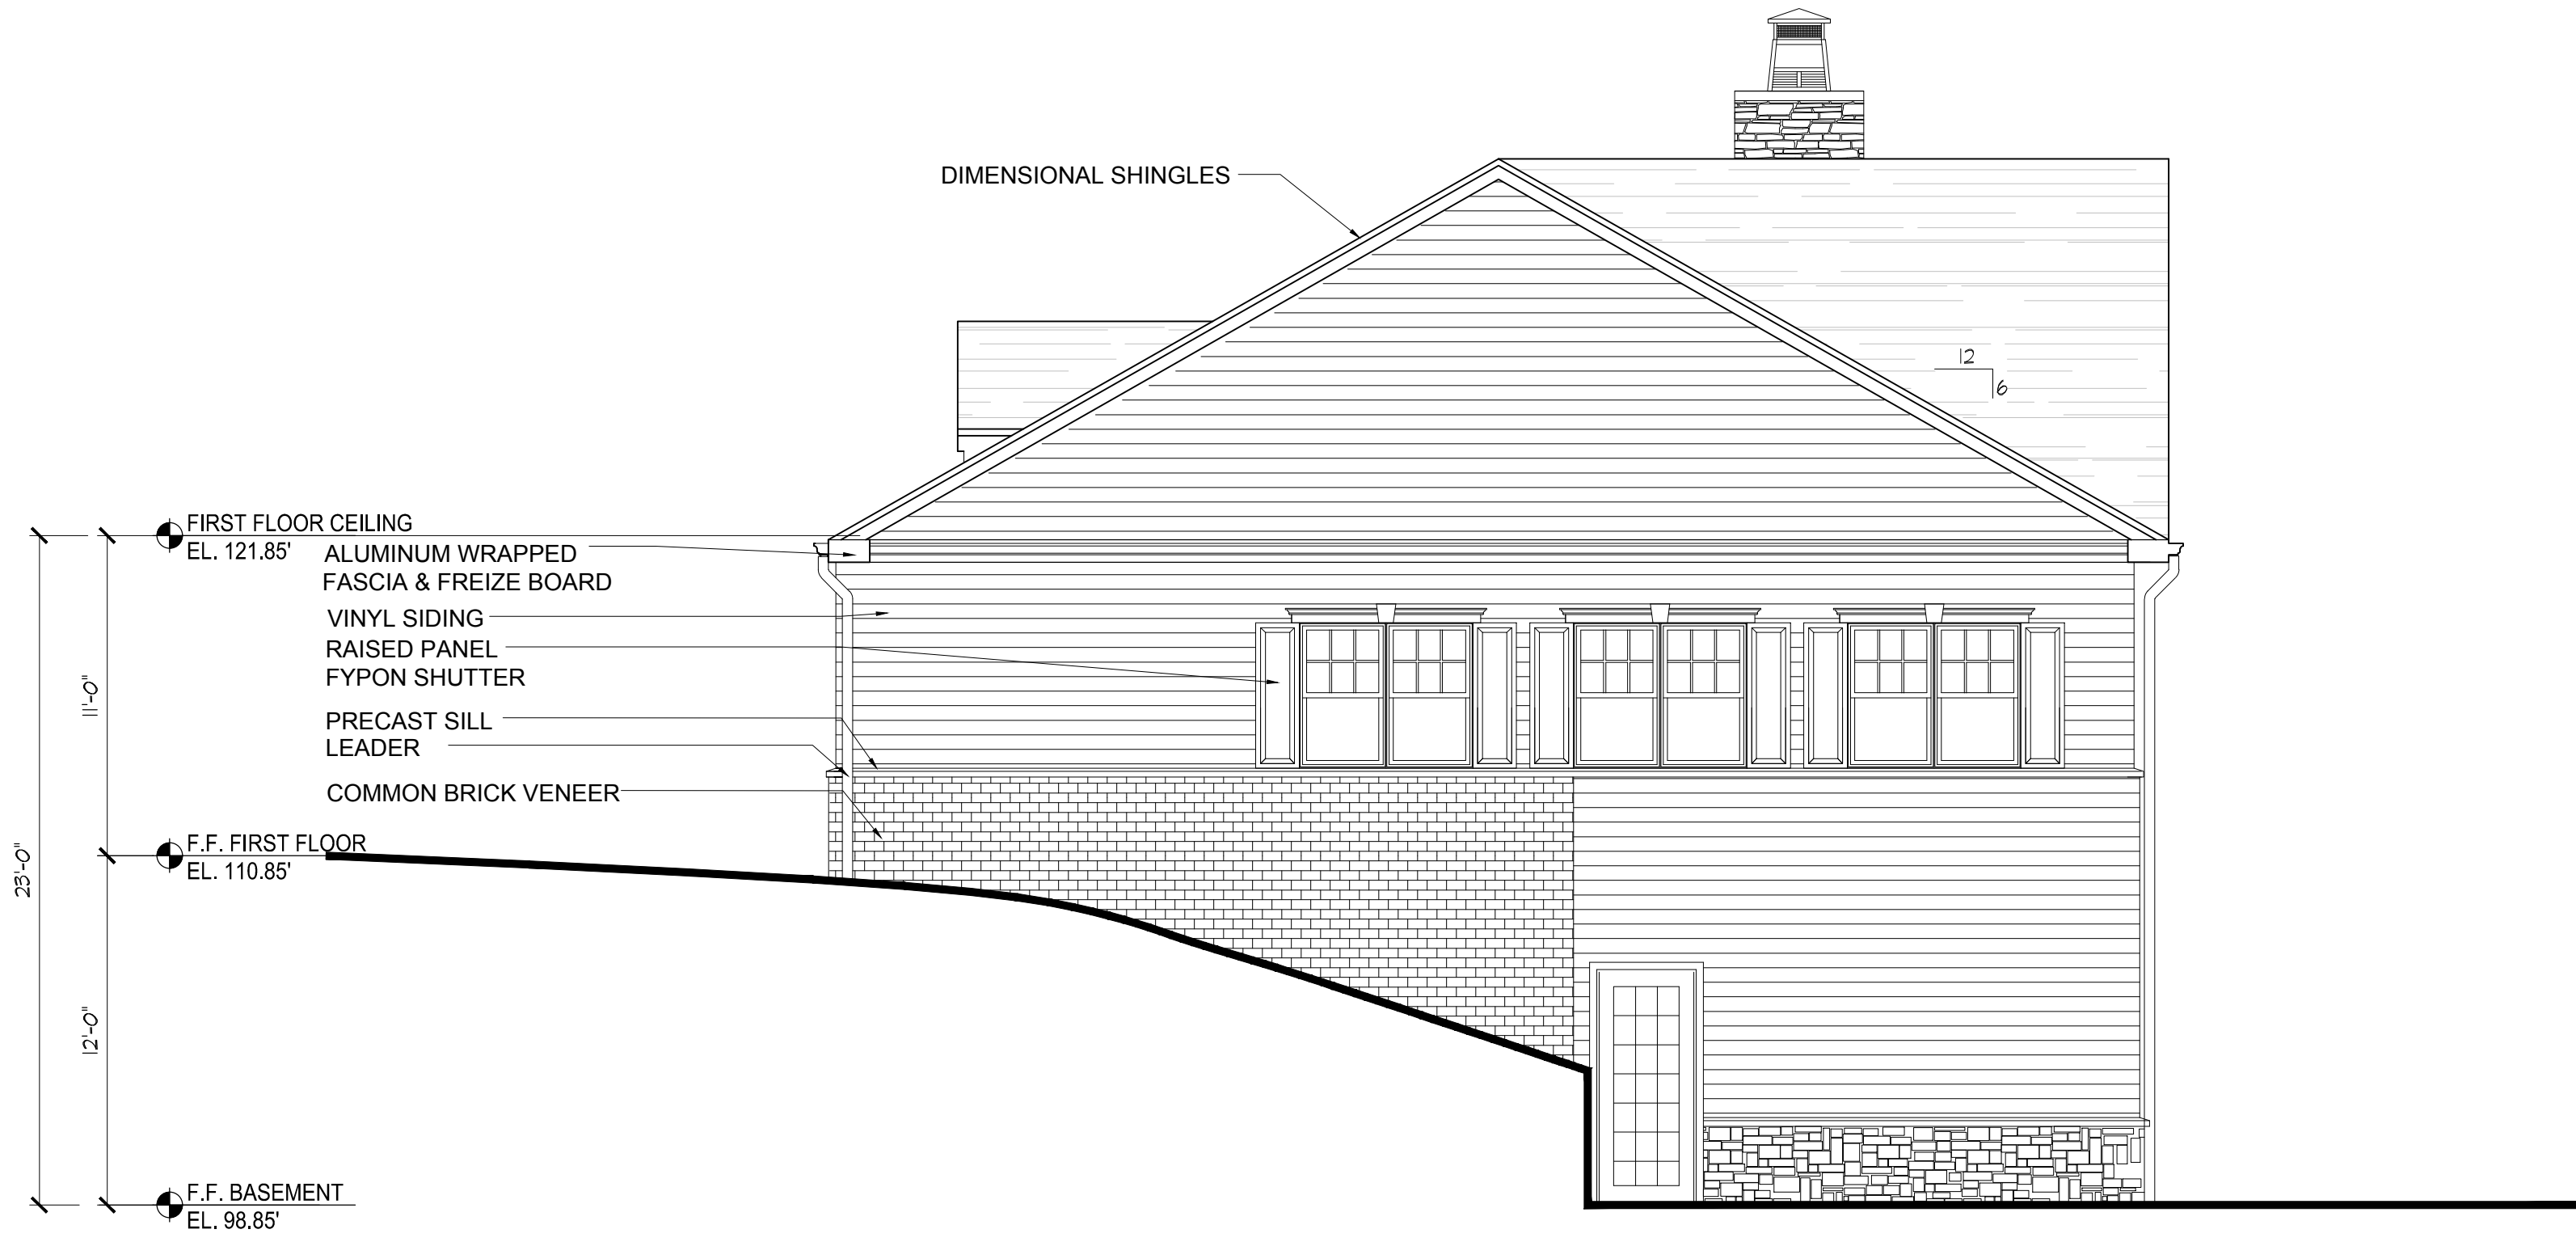 DIMENSIONAL SHINGLES
12
6
FIRST FLOOR CEILING
EL. 121.85'
ALUMINUM WRAPPED
FASCIA & FREIZE BOARD
VINYL SIDING
RAISED PANEL
FYPON SHUTTER
11'-0"
PRECAST SILL
LEADER
COMMON BRICK VENEER
F.F. FIRST FLOOR
EL. 110.85'
23'-0"
12'-0"
F.F. BASEMENT
EL. 98.85'